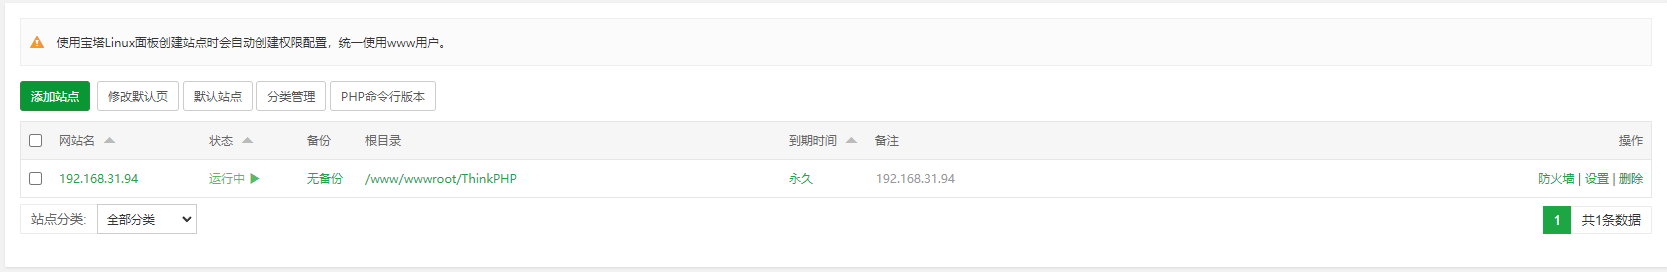 使用宝塔Linux面板创建站点时会自动创建权限配置，统一使用www用户。
添加站点 修改默认页 默认站点 分类管理 PHP命令行版本
网站名 状态 备份 根目录 到期时间 备注 操作
192.168.31.94 运行中 无备份 /www/wwwroot/ThinkPHP 永久 192.168.31.94 防火墙 | 设置 | 删除
站点分类: 全部分类 1 共1条数据